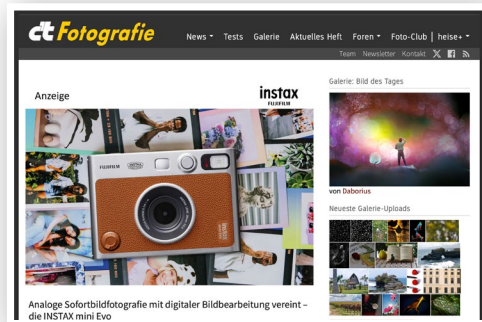 c't Fotografie
News Tests Galerie Aktuelles Heft Foren Foto-Club | heise+
Team Newsletter Kontakt
Anzeige
instax
FUJIFILM
FUJIFILM
Analoge Sofortbildfotografie mit digitaler Bildbearbeitung vereint –
die INSTAX mini Evo
Galerie: Bild des Tages
von Daborius
Neueste Galerie-Uploads